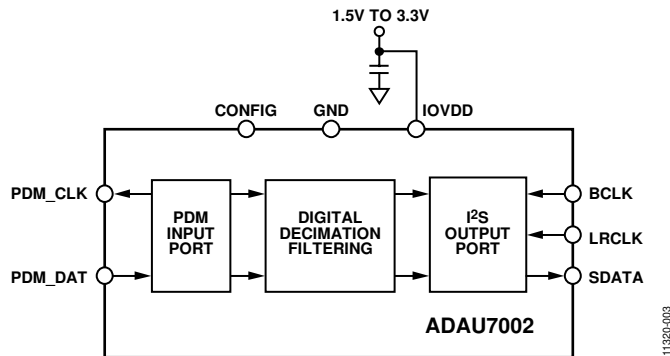 1.5V TO 3.3V
CONFIG
GND
IOVDD
PDM_CLK
PDM
INPUT
PORT
DIGITAL
DECIMATION
FILTERING
I²S
OUTPUT
PORT
BCLK
LRCLK
PDM_DAT
SDATA
ADAU7002
11320-003